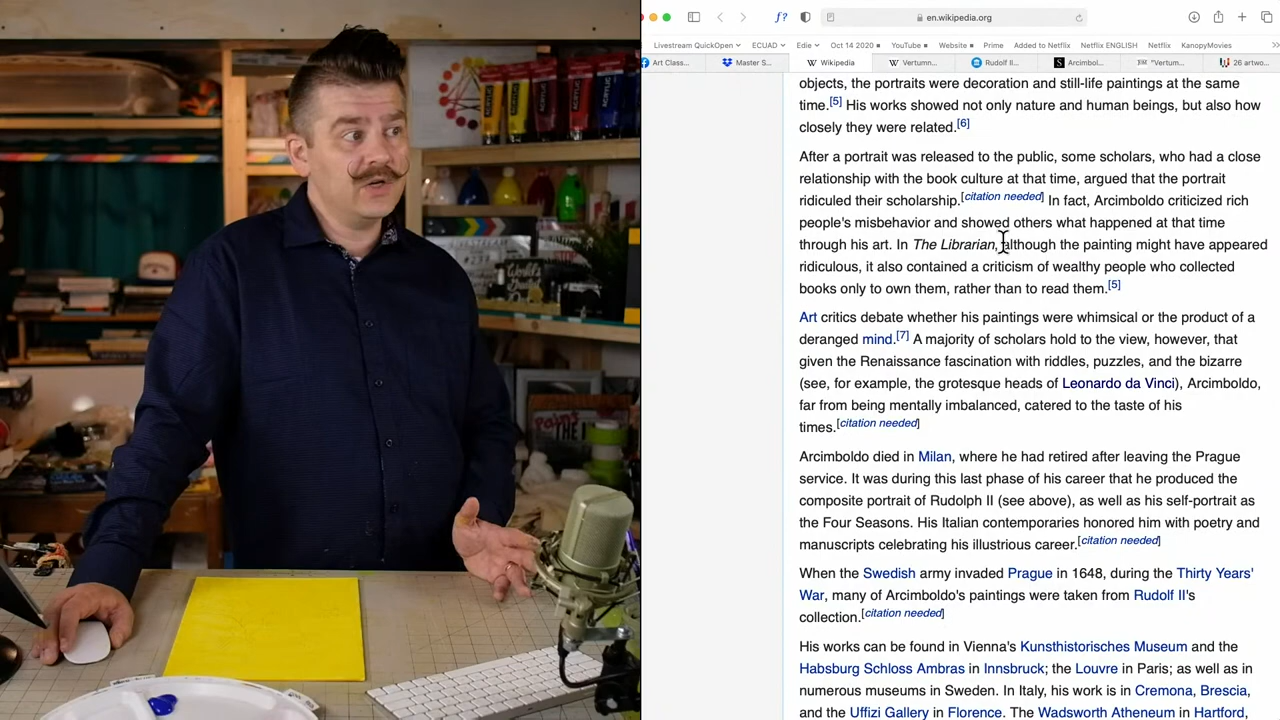 f?
en.wikipedia.org
Livestream QuickOpen
ECUAD
Edie
Oct 14 2020
YouTube
Website
Prime
Added to Netflix
Netflix ENGLISH
Netflix
KanopyMovies
Art Class...
Master S...
Wikipedia
Vertumn...
Rudolf II...
Arcimbol...
"Vertum...
26 artwo...
objects, the portraits were decoration and still-life paintings at the same
time.[5] His works showed not only nature and human beings, but also how
closely they were related.[6]
After a portrait was released to the public, some scholars, who had a close
relationship with the book culture at that time, argued that the portrait
ridiculed their scholarship.[citation needed] In fact, Arcimboldo criticized rich
people's misbehavior and showed others what happened at that time
through his art. In The Librarian, although the painting might have appeared
ridiculous, it also contained a criticism of wealthy people who collected
books only to own them, rather than to read them.[5]
Art critics debate whether his paintings were whimsical or the product of a
deranged mind.[7] A majority of scholars hold to the view, however, that
given the Renaissance fascination with riddles, puzzles, and the bizarre
(see, for example, the grotesque heads of Leonardo da Vinci), Arcimboldo,
far from being mentally imbalanced, catered to the taste of his
times.[citation needed]
Arcimboldo died in Milan, where he had retired after leaving the Prague
service. It was during this last phase of his career that he produced the
composite portrait of Rudolph II (see above), as well as his self-portrait as
the Four Seasons. His Italian contemporaries honored him with poetry and
manuscripts celebrating his illustrious career.[citation needed]
When the Swedish army invaded Prague in 1648, during the Thirty Years'
War, many of Arcimboldo's paintings were taken from Rudolf II's
collection.[citation needed]
His works can be found in Vienna's Kunsthistorisches Museum and the
Habsburg Schloss Ambras in Innsbruck; the Louvre in Paris; as well as in
numerous museums in Sweden. In Italy, his work is in Cremona, Brescia,
and the Uffizi Gallery in Florence. The Wadsworth Atheneum in Hartford,
ACRYLIC
World's
Paint